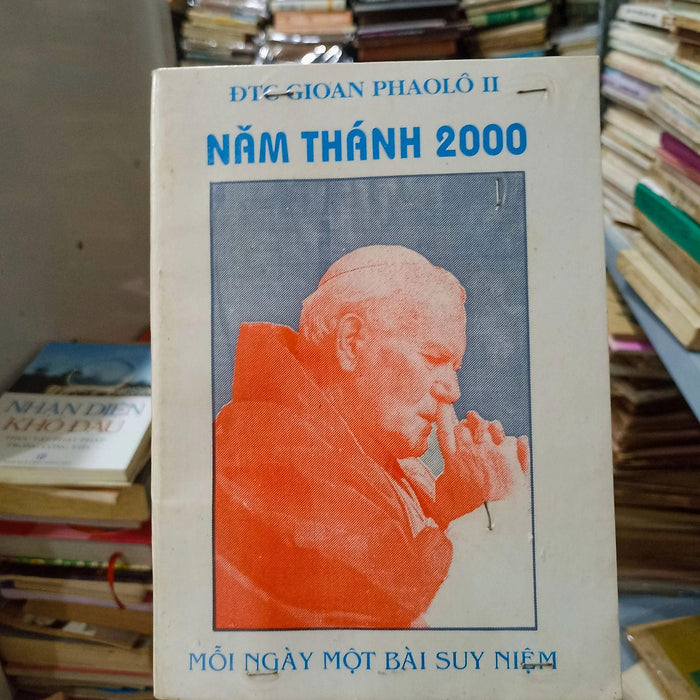 ĐTC GIOAN PHAOLÔ II
NĂM THÁNH 2000
MỖI NGÀY MỘT BÀI SUY NIỆM
NHẬN DIỆN
KHỔ ĐAU